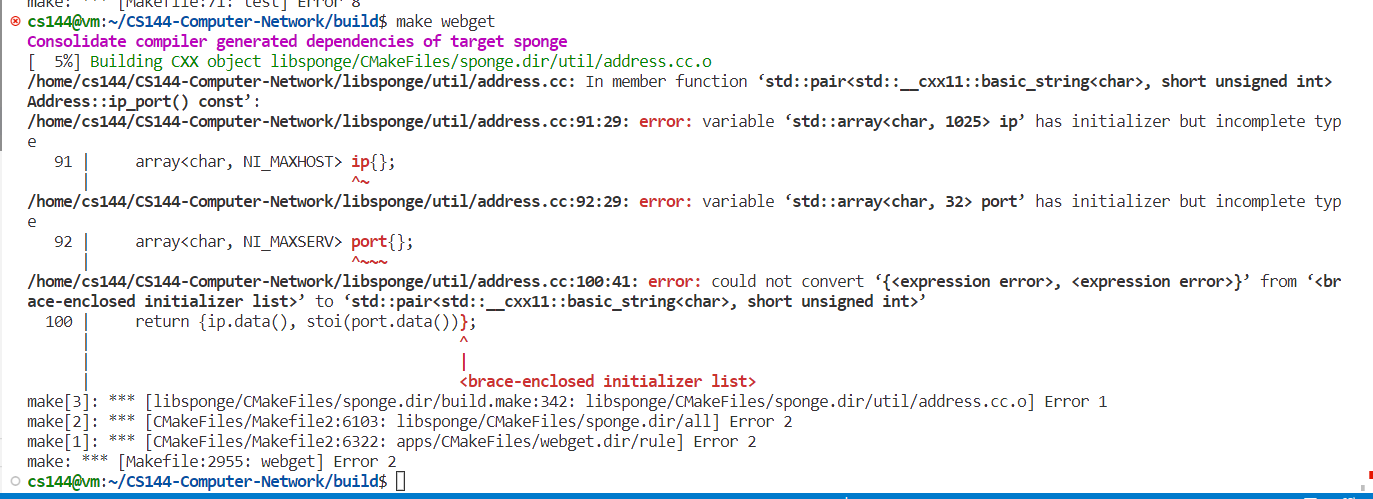 make: *** [Makefile:71: test] Error 8
cs144@vm:~/CS144-Computer-Network/build$ make webget
Consolidate compiler generated dependencies of target sponge
[  5%] Building CXX object libsponge/CMakeFiles/sponge.dir/util/address.cc.o
/home/cs144/CS144-Computer-Network/libsponge/util/address.cc: In member function ‘std::pair<std::__cxx11::basic_string<char>, short unsigned int>
Address::ip_port() const’:
/home/cs144/CS144-Computer-Network/libsponge/util/address.cc:91:29: error: variable ‘std::array<char, 1025> ip’ has initializer but incomplete typ
e
   91 |     array<char, NI_MAXHOST> ip{};
      |                             ^~
/home/cs144/CS144-Computer-Network/libsponge/util/address.cc:92:29: error: variable ‘std::array<char, 32> port’ has initializer but incomplete typ
e
   92 |     array<char, NI_MAXSERV> port{};
      |                             ^~~~
/home/cs144/CS144-Computer-Network/libsponge/util/address.cc:100:41: error: could not convert ‘{<expression error>, <expression error>}’ from ‘<br
ace-enclosed initializer list>’ to ‘std::pair<std::__cxx11::basic_string<char>, short unsigned int>’
  100 |     return {ip.data(), stoi(port.data())};
      |                                         ^
      |                                         |
      |                                         <brace-enclosed initializer list>
make[3]: *** [libsponge/CMakeFiles/sponge.dir/build.make:342: libsponge/CMakeFiles/sponge.dir/util/address.cc.o] Error 1
make[2]: *** [CMakeFiles/Makefile2:6103: libsponge/CMakeFiles/sponge.dir/all] Error 2
make[1]: *** [CMakeFiles/Makefile2:6322: apps/CMakeFiles/webget.dir/rule] Error 2
make: *** [Makefile:2955: webget] Error 2
cs144@vm:~/CS144-Computer-Network/build$